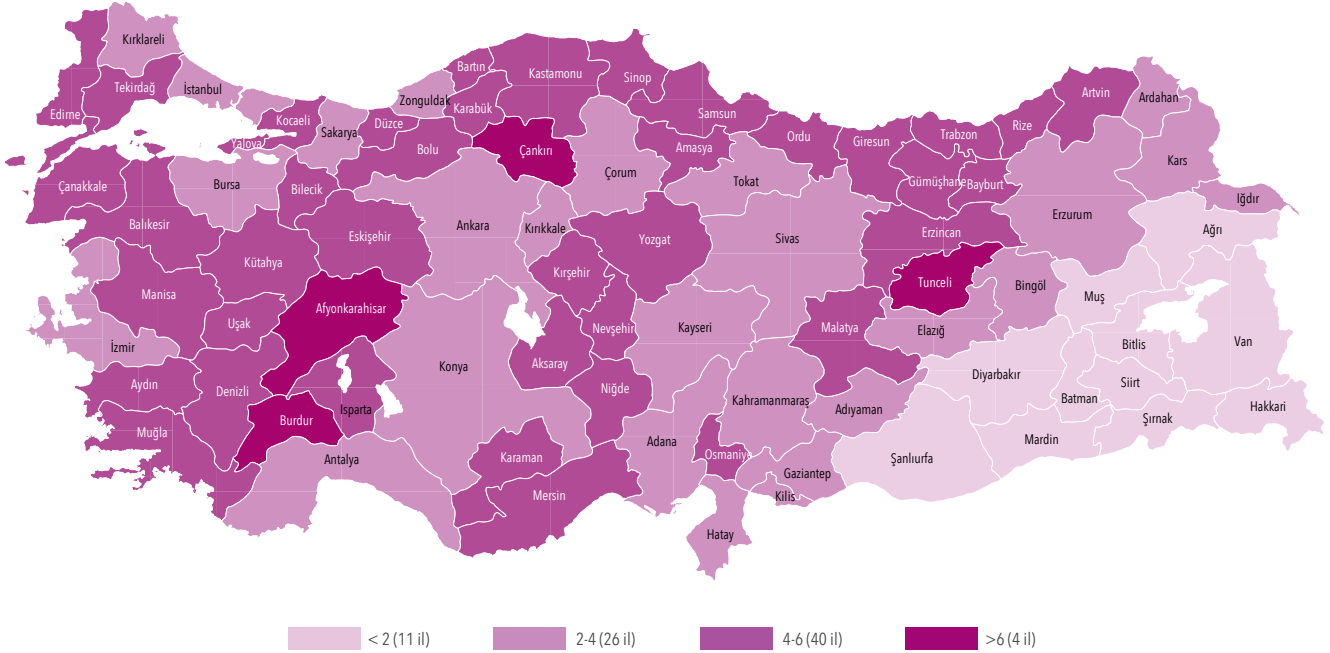 Kırklareli
Tekirdağ
İstanbul
Edirne
Kocaeli
Yalova
Sakarya
Düzce
Zonguldak
Bartın
Karabük
Kastamonu
Sinop
Samsun
Bolu
Çankırı
Çorum
Amasya
Ordu
Tokat
Giresun
Trabzon
Rize
Artvin
Ardahan
Kars
Iğdır
Gümüşhane
Bayburt
Erzurum
Ağrı
Çanakkale
Balıkesir
Bursa
Bilecik
Eskişehir
Ankara
Kırıkkale
Yozgat
Sivas
Erzincan
Tunceli
Bingöl
Muş
Kütahya
Manisa
Uşak
Afyonkarahisar
Kırşehir
Nevşehir
Kayseri
Malatya
Elazığ
Bitlis
Van
İzmir
Aydın
Denizli
Isparta
Burdur
Konya
Aksaray
Niğde
Kahramanmaraş
Adıyaman
Diyarbakır
Batman
Siirt
Şırnak
Hakkari
Muğla
Antalya
Karaman
Mersin
Adana
Osmaniye
Gaziantep
Kilis
Şanlıurfa
Mardin
Hatay
< 2 (11 il)
2-4 (26 il)
4-6 (40 il)
>6 (4 il)